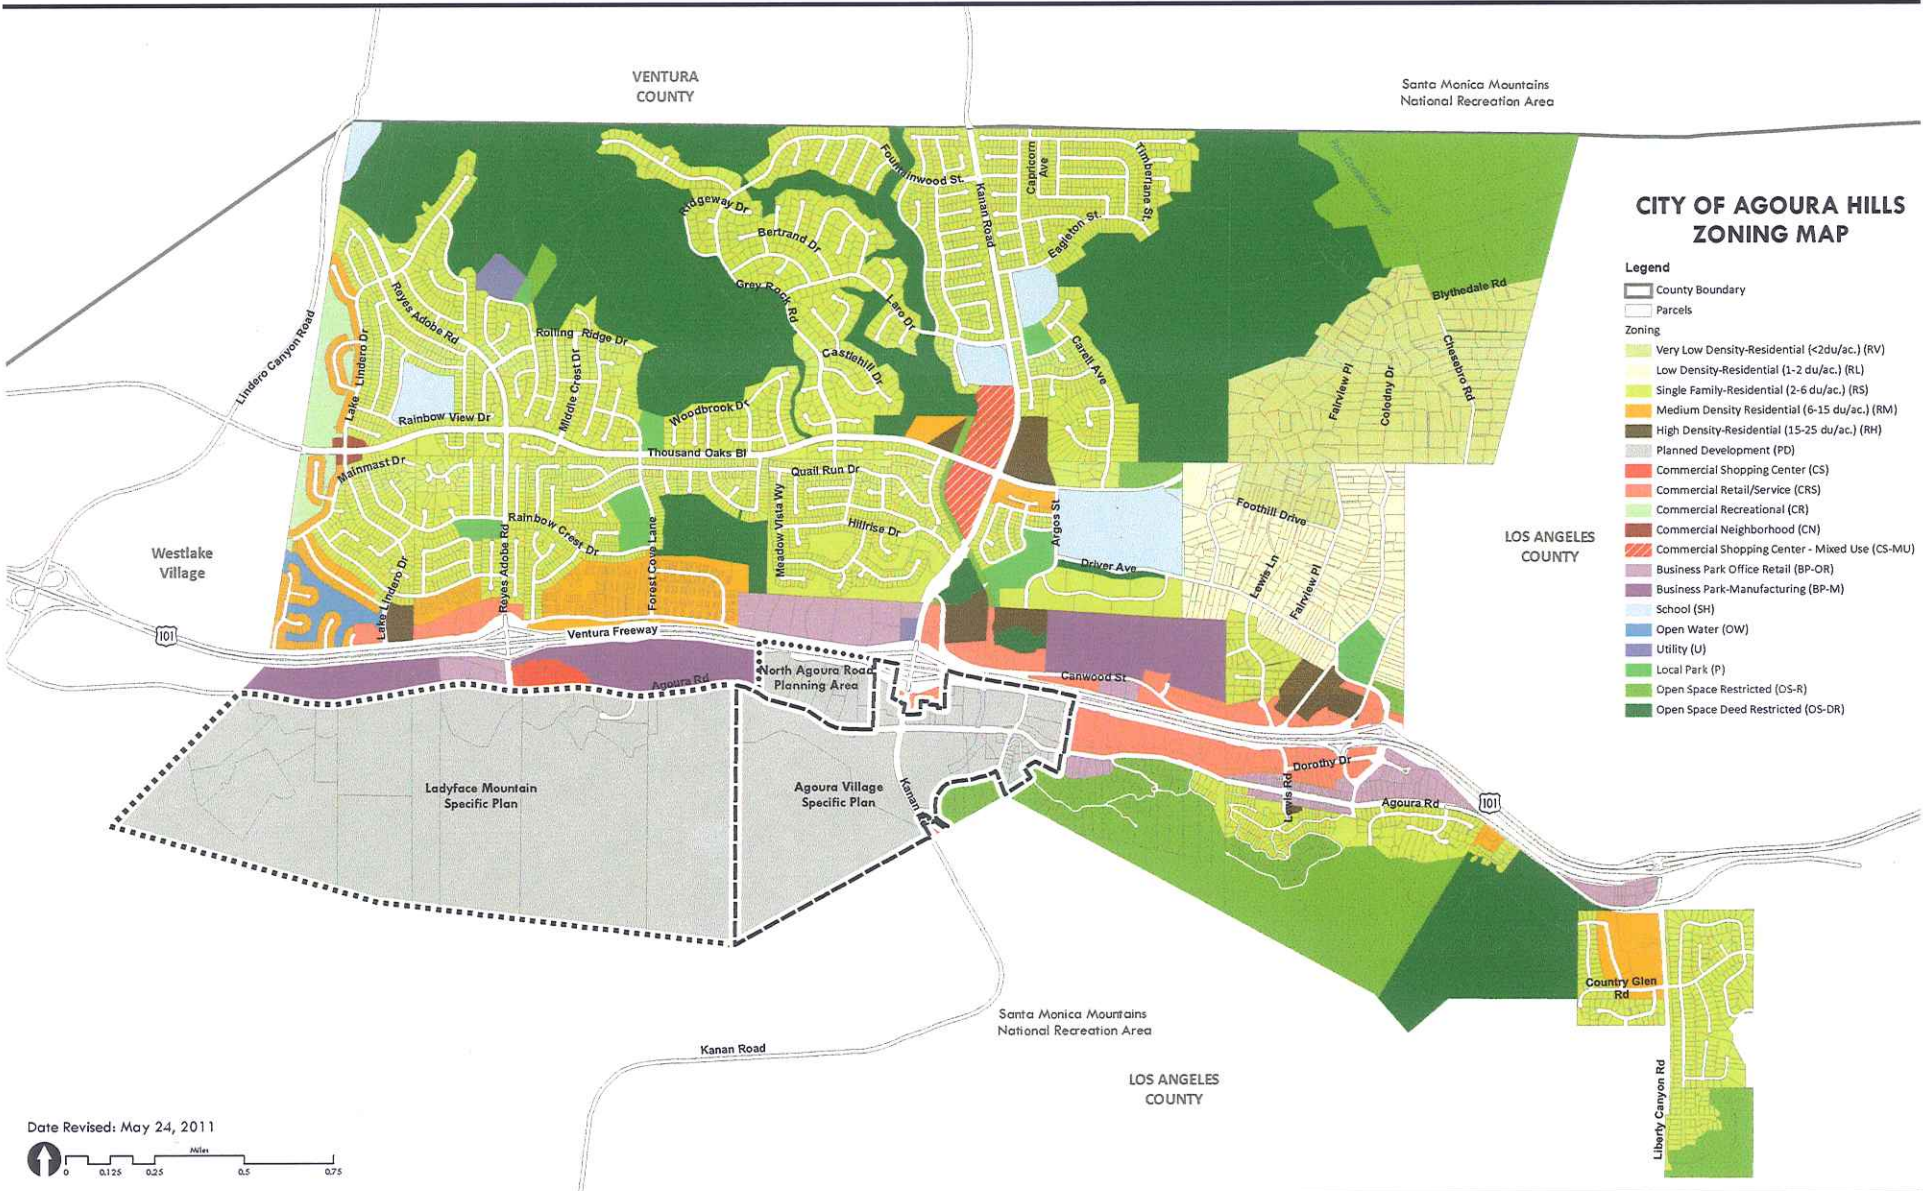 VENTURA
COUNTY
Santa Monica Mountains
National Recreation Area
CITY OF AGOURA HILLS
ZONING MAP
Legend
County Boundary
Parcels
Zoning
Very Low Density-Residential (<2du/ac.) (RV)
Low Density-Residential (1-2 du/ac.) (RL)
Single Family-Residential (2-6 du/ac.) (RS)
Medium Density Residential (6-15 du/ac.) (RM)
High Density-Residential (15-25 du/ac.) (RH)
Planned Development (PD)
Commercial Shopping Center (CS)
Commercial Retail/Service (CRS)
Commercial Recreational (CR)
Commercial Neighborhood (CN)
Commercial Shopping Center - Mixed Use (CS-MU)
Business Park Office Retail (BP-OR)
Business Park-Manufacturing (BP-M)
School (SH)
Open Water (OW)
Utility (U)
Local Park (P)
Open Space Restricted (OS-R)
Open Space Deed Restricted (OS-DR)
Fountainwood St.
Capricorn
Ave
Timberlane St.
Kanan Road
Ridgeway Dr
Bertrand Dr
Eagleton St.
Grey Rock Rd
Laro Dr
Blythedale Rd
Reyes Adobe Rd
Rolling Ridge Dr
Lindero Canyon Road
Lake Lindero Dr
Middle Crest Dr
Castlehill Dr
Carell Ave
Chesebro Rd
Fairview Pl
Colodny Dr
Rainbow View Dr
Woodbrook Dr
Thousand Oaks Bl
Mainmast Dr
Quail Run Dr
Meadow Vista Wy
Hillrise Dr
Rainbow Crest Dr
Reyes Adobe Rd
Forest Cove Lane
Argos St
Foothill Drive
Driver Ave
Lewis Ln
Fairview Pl
LOS ANGELES
COUNTY
Westlake
Village
Lake Lindero Dr
101
Ventura Freeway
Agoura Rd
North Agoura Road
Planning Area
Canwood St
Ladyface Mountain
Specific Plan
Agoura Village
Specific Plan
Kanan Rd
Dorothy Dr
Lewis Rd
Agoura Rd
101
Country Glen
Rd
Liberty Canyon Rd
Santa Monica Mountains
National Recreation Area
Kanan Road
LOS ANGELES
COUNTY
Date Revised: May 24, 2011
Miles
0 0.125 0.25 0.5 0.75